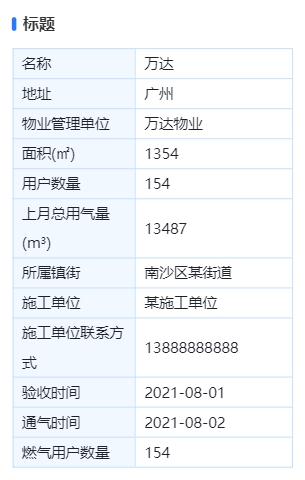 标题
名称 万达
地址 广州
物业管理单位 万达物业
面积(㎡) 1354
用户数量 154
上月总用气量
(m³) 13487
所属镇街 南沙区某街道
施工单位 某施工单位
施工单位联系方
式 13888888888
验收时间 2021-08-01
通气时间 2021-08-02
燃气用户数量 154